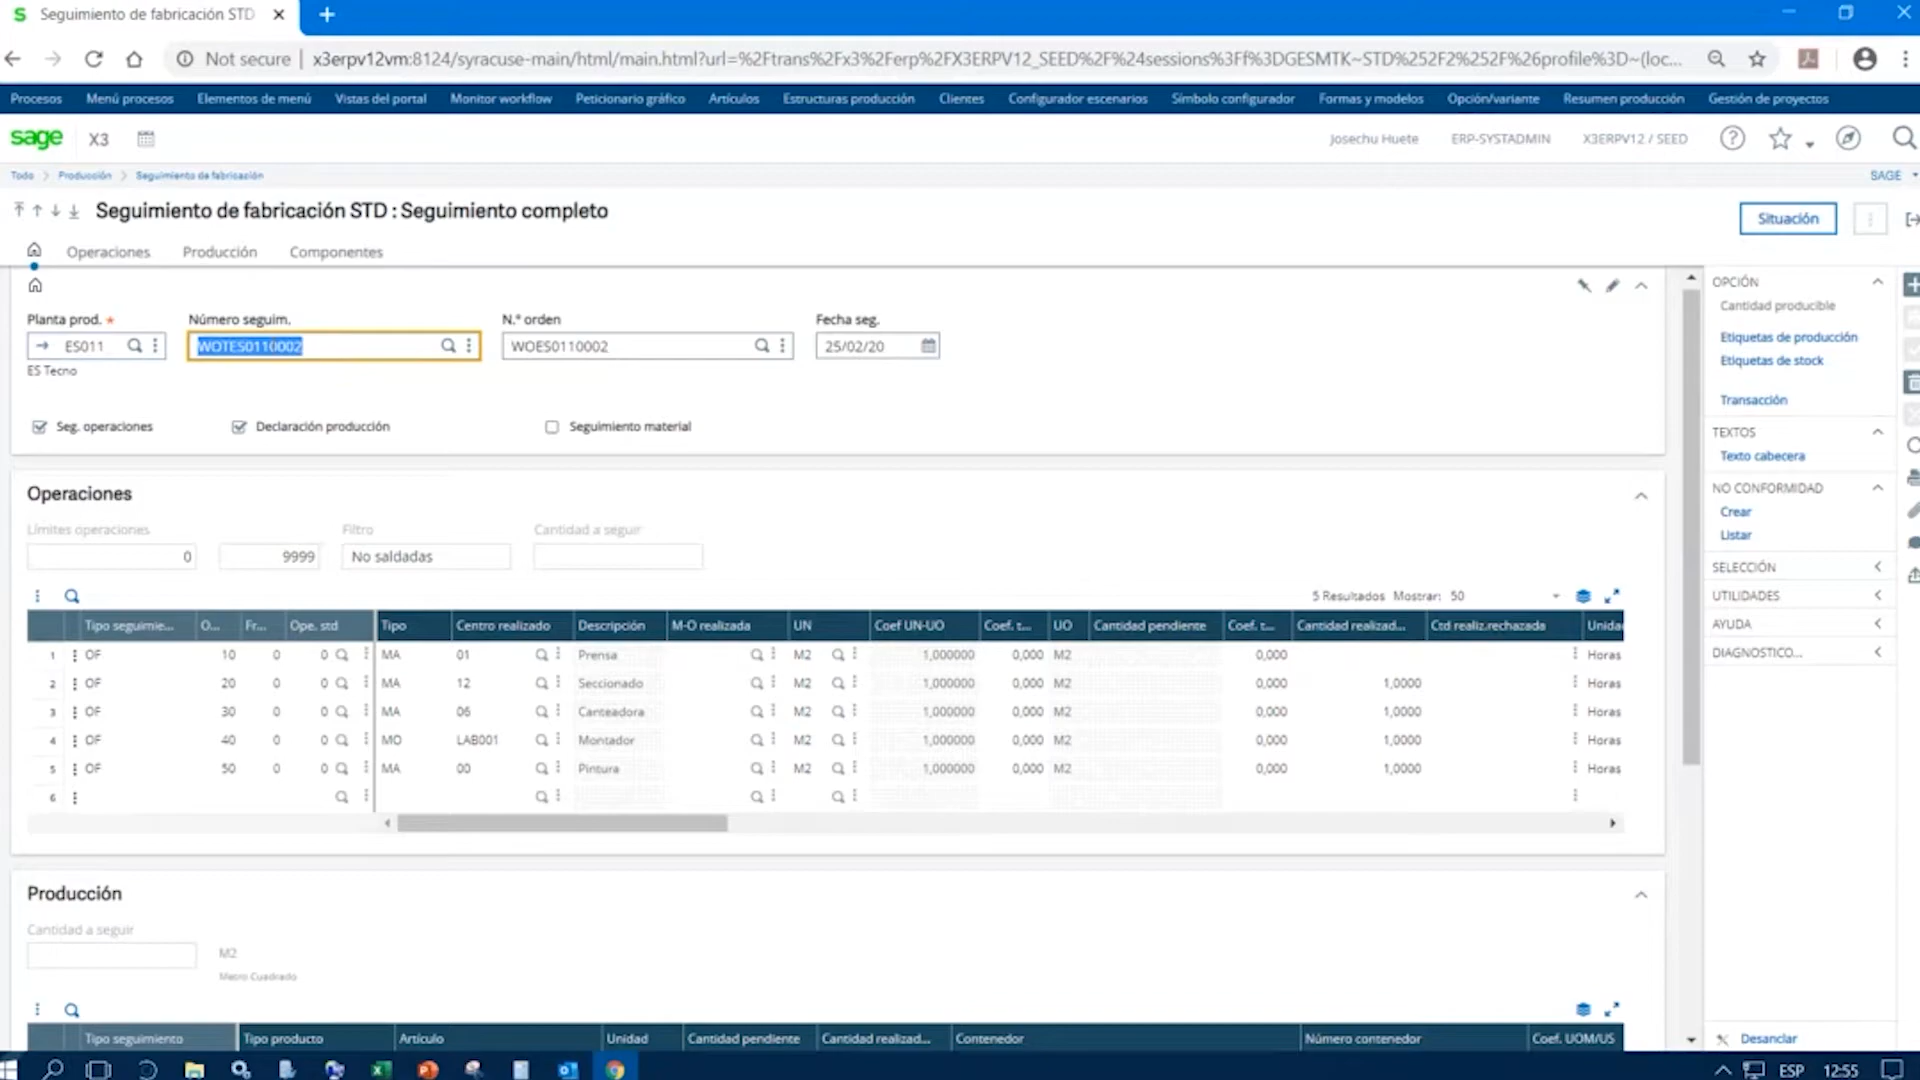 Seguimiento de fabricación STD
Not secure | x3erpv12vm:8124/syracuse-main/html/main.html?url=%2Ftrans%2Fx3%2Ferp%2FX3ERPV12_SEED%2F%24sessions%3Ff%3DGESMTK~STD%252F2%252F%26profile%3D~(loc...
Procesos Menú procesos Elementos de menú Vistas del portal Monitor workflow Peticionario gráfico Artículos Estructuras producción Clientes Configurador escenarios Símbolo configurador Formas y modelos Opción/variante Resumen producción Gestión de proyectos
sage X3 Josechu Huete ERP-SYSTADMIN X3ERPV12 / SEED
Todo > Producción > Seguimiento de fabricación SAGE
Seguimiento de fabricación STD : Seguimiento completo
Situación
Operaciones Producción Componentes
Planta prod. * Número seguim. N.º orden Fecha seg.
ES011 WOTES0110002 WOES0110002 25/02/20
ES Tecno
Seg. operaciones Declaración producción Seguimiento material
Operaciones
Límites operaciones Filtro Cantidad a seguir
0 9999 No saldadas
5 Resultados Mostrar: 50
Tipo seguimie... O... Fr... Ope. std Tipo Centro realizado Descripción M-O realizada UN Coef UN-UO Coef. t... UO Cantidad pendiente Coef. t... Cantidad realizad... Ctd realiz.rechazada Unida
1 OF 10 0 0 MA 01 Prensa M2 1,000000 0,000 M2 0,000 Horas
2 OF 20 0 0 MA 12 Seccionado M2 1,000000 0,000 M2 0,000 1,0000 Horas
3 OF 30 0 0 MA 06 Canteadora M2 1,000000 0,000 M2 0,000 1,0000 Horas
4 OF 40 0 0 MO LAB001 Montador M2 1,000000 0,000 M2 0,000 1,0000 Horas
5 OF 50 0 0 MA 00 Pintura M2 1,000000 0,000 M2 0,000 1,0000 Horas
6
Producción
Cantidad a seguir
M2
Metro Cuadrado
Tipo seguimiento Tipo producto Artículo Unidad Cantidad pendiente Cantidad realizad... Contenedor Número contenedor Coef. UOM/US
OPCIÓN
Cantidad producible
Etiquetas de producción
Etiquetas de stock
Transacción
TEXTOS
Texto cabecera
NO CONFORMIDAD
Crear
Listar
SELECCIÓN
UTILIDADES
AYUDA
DIAGNOSTICO...
Desanclar
ESP 12:55